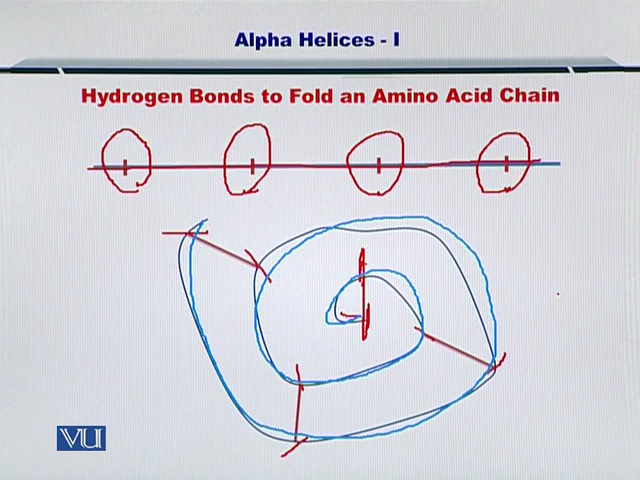 Alpha Helices - I
Hydrogen Bonds to Fold an Amino Acid Chain
VU